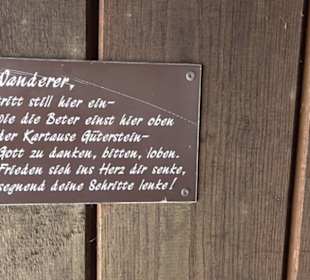 Wanderer,
tritt still hier ein-
Wie die Beter einst hier oben
der Kartause Güterstein-
Gott zu danken, bitten, loben.
Frieden sich ins Herz dir senke,
segnend deine Schritte lenke!